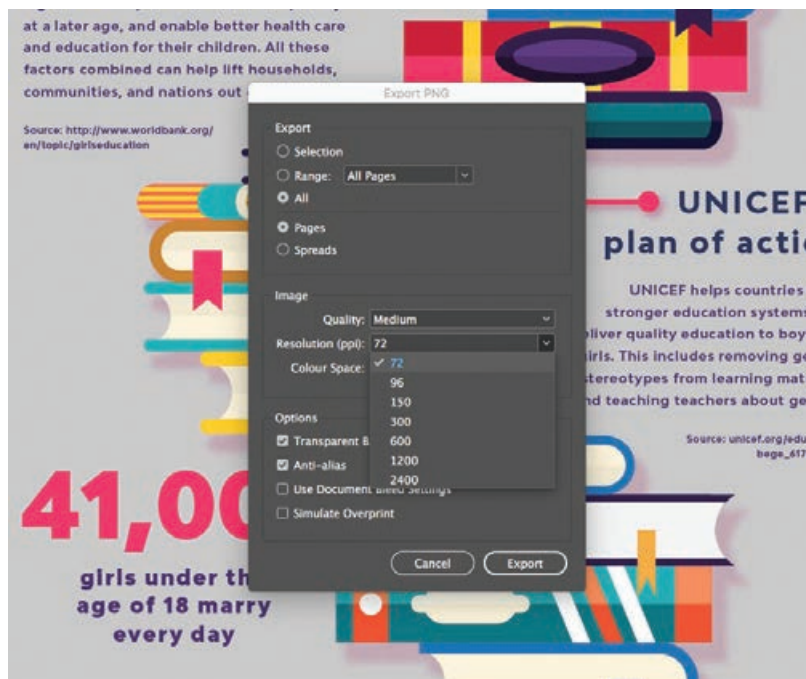 at a later age, and enable better health care
and education for their children. All these
factors combined can help lift households,
communities, and nations out
Source: http://www.worldbank.org/
en/topic/girlseducation
Export PNG
Export
Selection
Range: All Pages
All
Pages
Spreads
Image
Quality: Medium
Resolution (ppi): 72
Colour Space:
72
96
150
300
600
1200
2400
Options
Transparent B
Anti-alias
Use Document Bleed Settings
Simulate Overprint
Cancel Export
UNICEF
plan of acti
UNICEF helps countries
stronger education systems
liver quality education to boy
irls. This includes removing ge
stereotypes from learning mat
nd teaching teachers about ge
Source: unicef.org/edu
bege_617
41,00
girls under th
age of 18 marry
every day